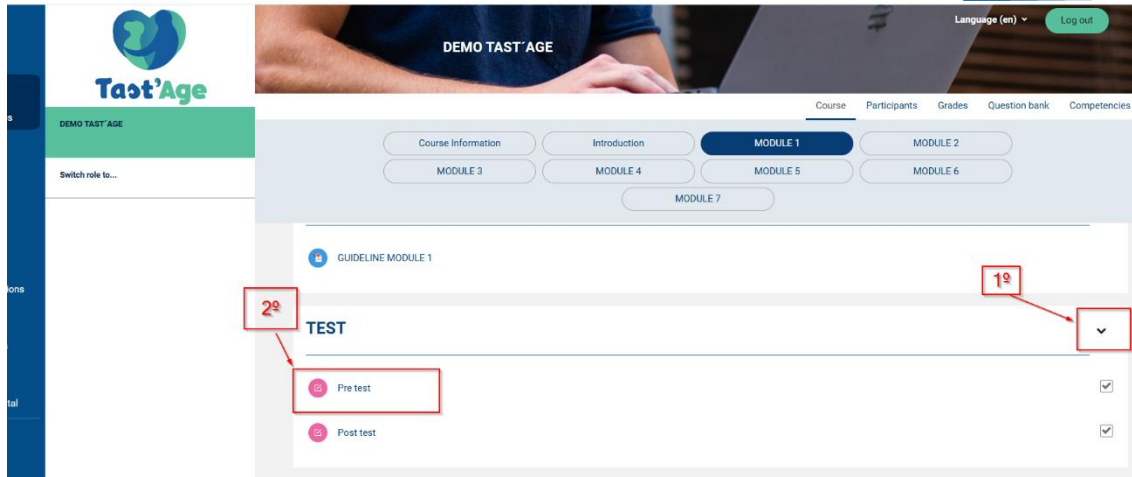 Language (en)
Log out
DEMO TAST´AGE
Tast'Age
Course Participants Grades Question bank Competencies
s
DEMO TAST´AGE
Course Information Introduction MODULE 1 MODULE 2
Switch role to...
MODULE 3 MODULE 4 MODULE 5 MODULE 6
MODULE 7
GUIDELINE MODULE 1
1º
ions
2º
TEST
Pre test
tal
Post test